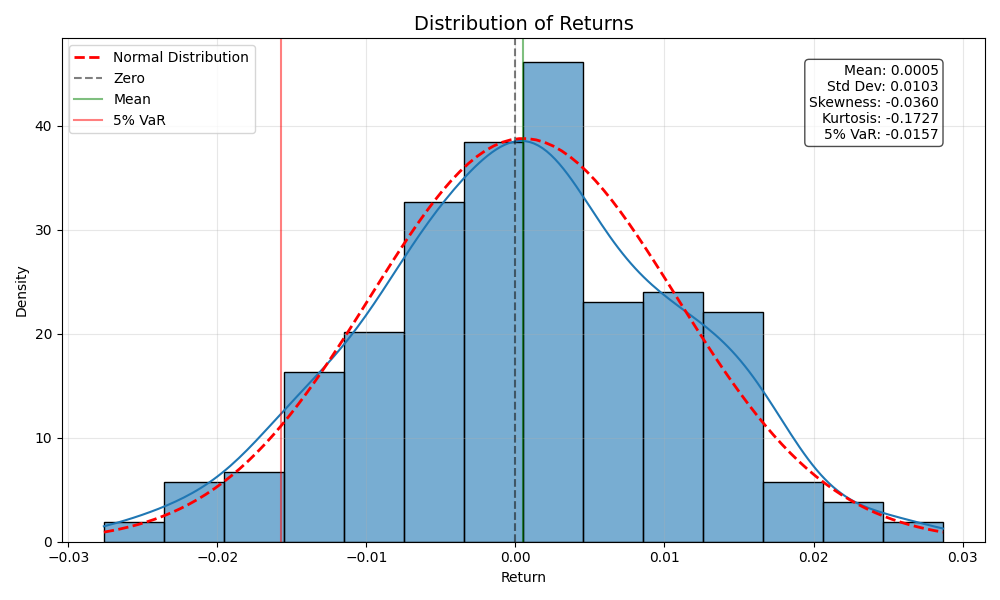 Distribution of Returns
Normal Distribution
Zero
Mean
5% VaR
Mean: 0.0005
Std Dev: 0.0103
Skewness: -0.0360
Kurtosis: -0.1727
5% VaR: -0.0157
Density
40
30
20
10
0
−0.03 −0.02 −0.01 0.00 0.01 0.02 0.03
Return